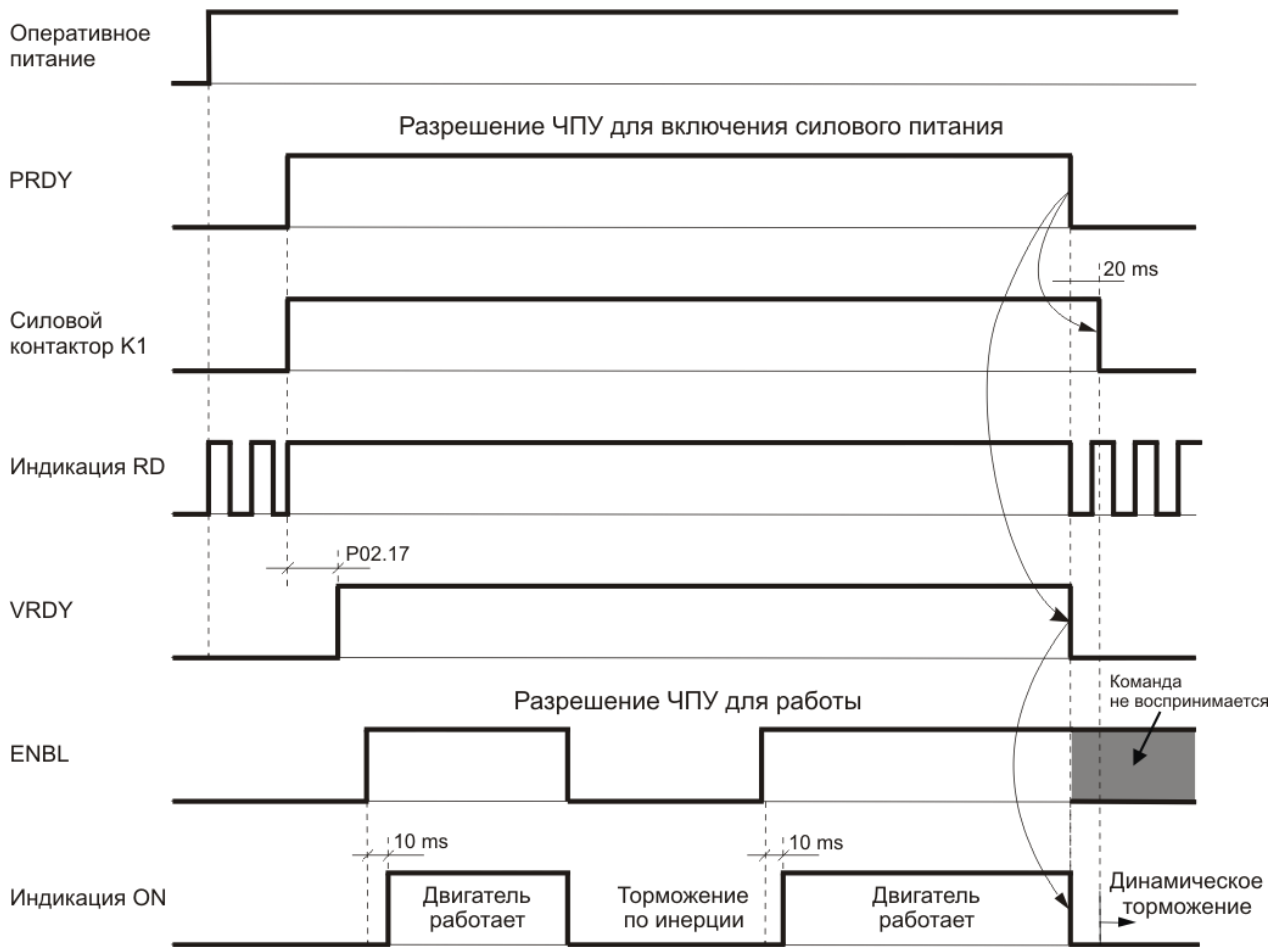 Оперативное
питание
Разрешение ЧПУ для включения силового питания
PRDY
20 ms
Силовой
контактор K1
Индикация RD
P02.17
VRDY
Разрешение ЧПУ для работы
Команда
не воспринимается
ENBL
10 ms
10 ms
Индикация ON
Двигатель
работает
Торможение
по инерции
Двигатель
работает
Динамическое
торможение